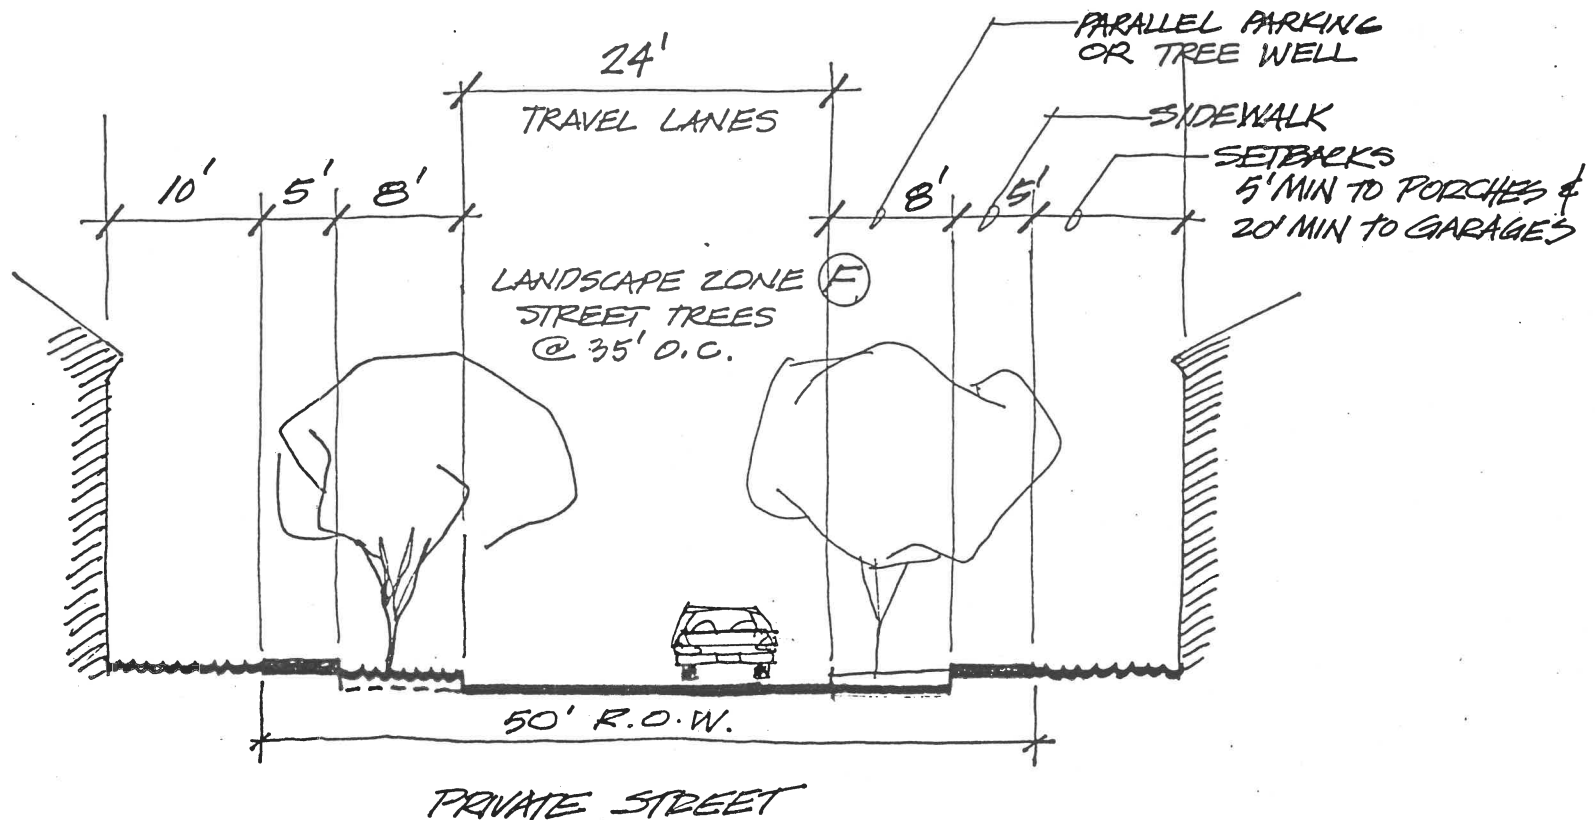 PARALLEL PARKING
OR TREE WELL
24'
TRAVEL LANES
SIDEWALK
SETBACKS
5' MIN TO PORCHES &
20' MIN TO GARAGES
10' 5' 8' 8' 5'
LANDSCAPE ZONE F
STREET TREES
@ 35' O.C.
50' R.O.W.
PRIVATE STREET